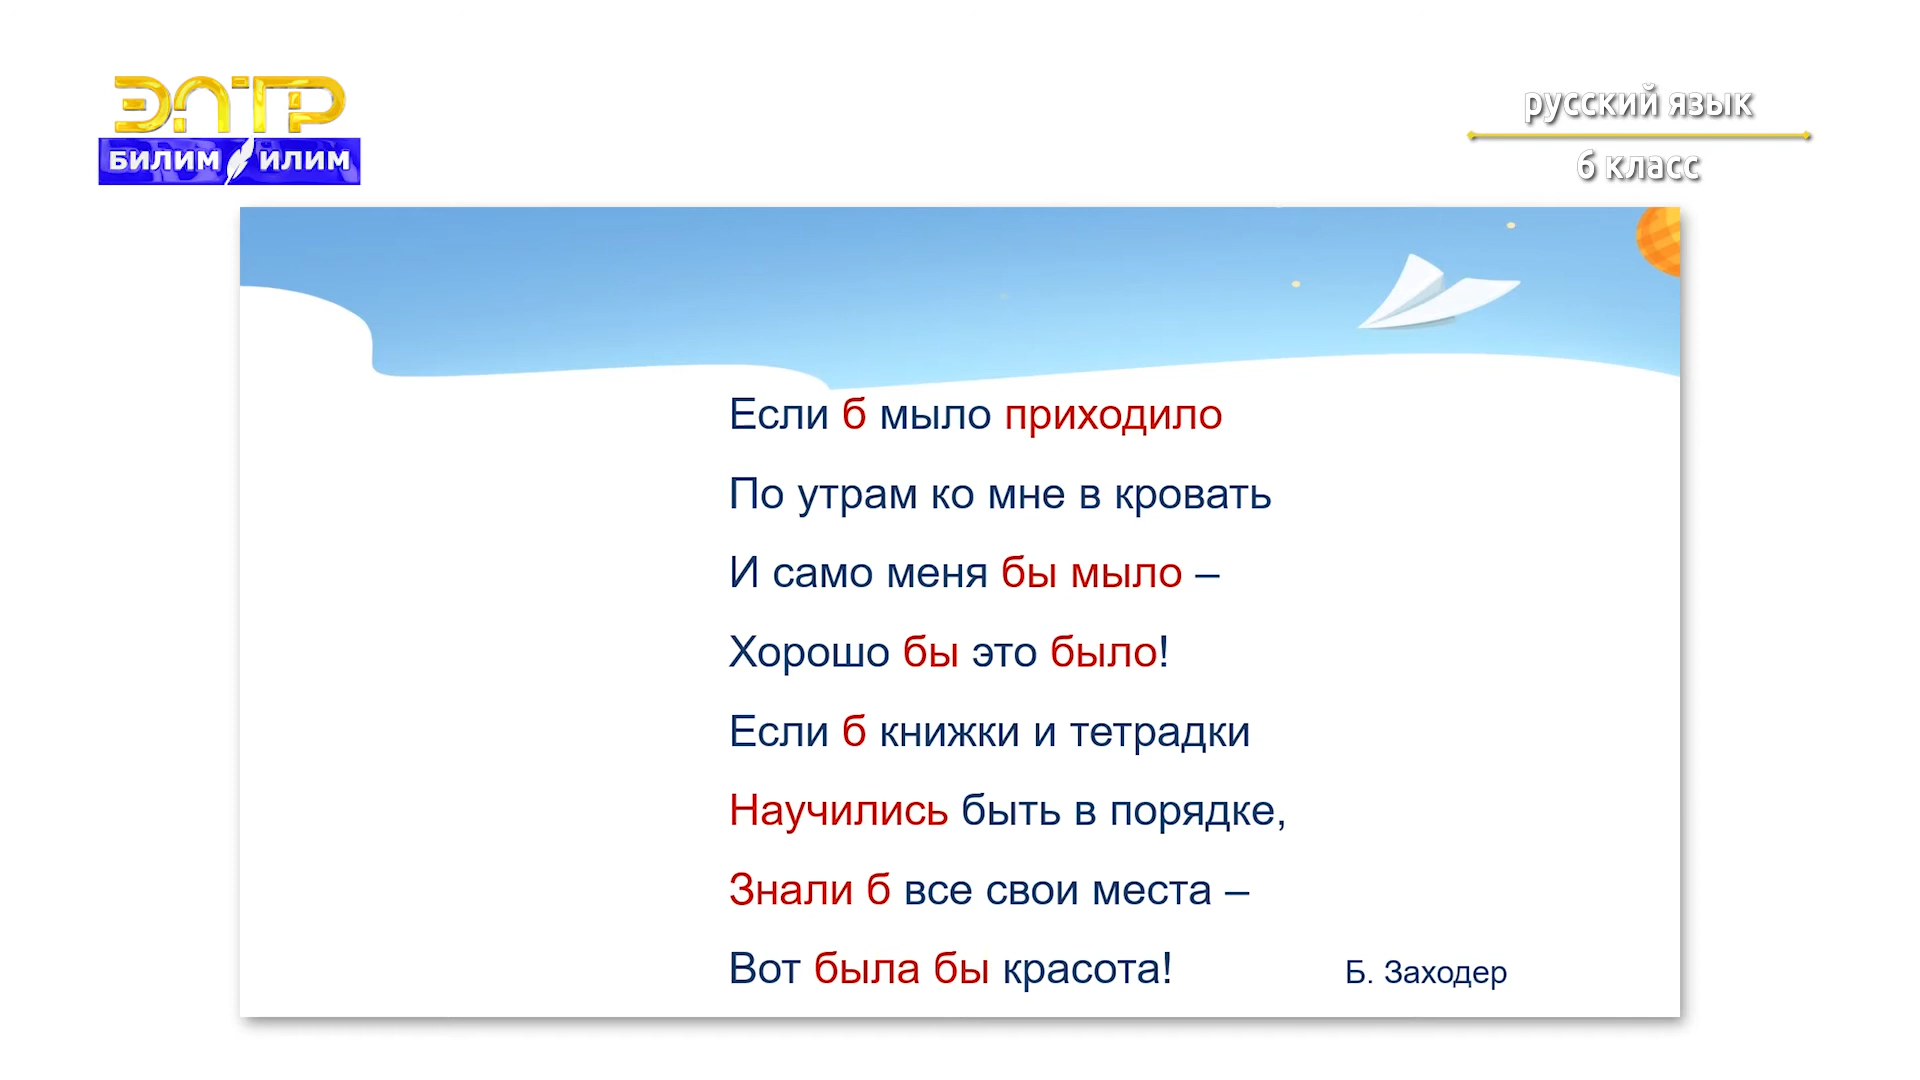 ЭЛТР
БИЛИМ ИЛИМ
русский язык
6 класс
Если б мыло приходило
По утрам ко мне в кровать
И само меня бы мыло –
Хорошо бы это было!
Если б книжки и тетрадки
Научились быть в порядке,
Знали б все свои места –
Вот была бы красота!
Б. Заходер